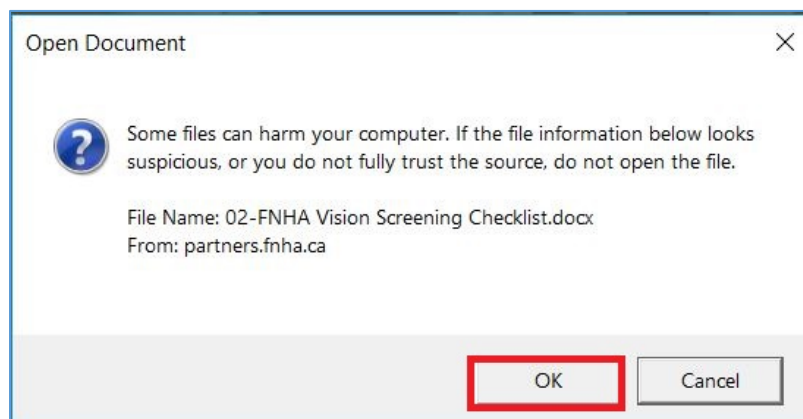 Open Document
Some files can harm your computer. If the file information below looks
suspicious, or you do not fully trust the source, do not open the file.
File Name: 02-FNHA Vision Screening Checklist.docx
From: partners.fnha.ca
OK
Cancel